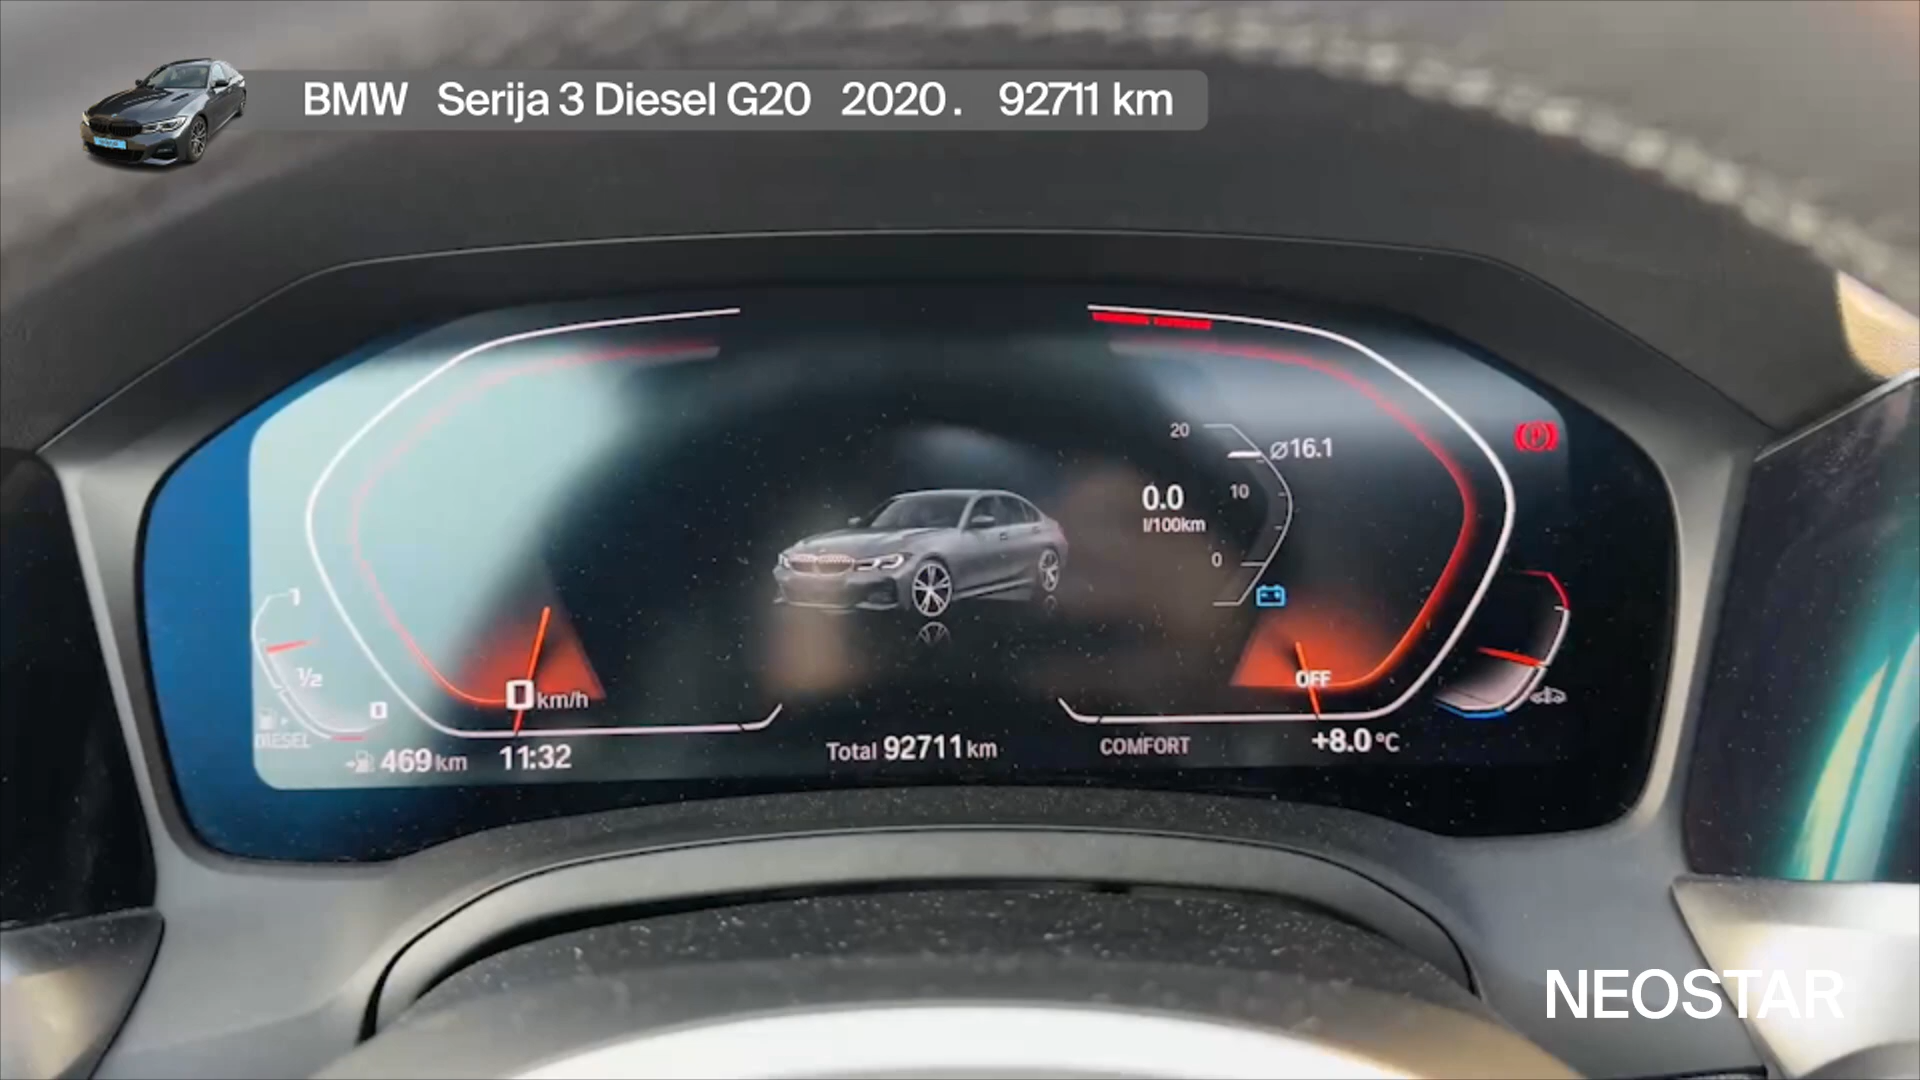 BMW Serija 3 Diesel G20 2020. 92711 km
20
⌀16.1
0.0
10
l/100km
0
1
1/2
0
DIESEL
0 km/h
OFF
469 km
11:32
Total 92711 km
COMFORT
+8.0 °C
NEOSTAR